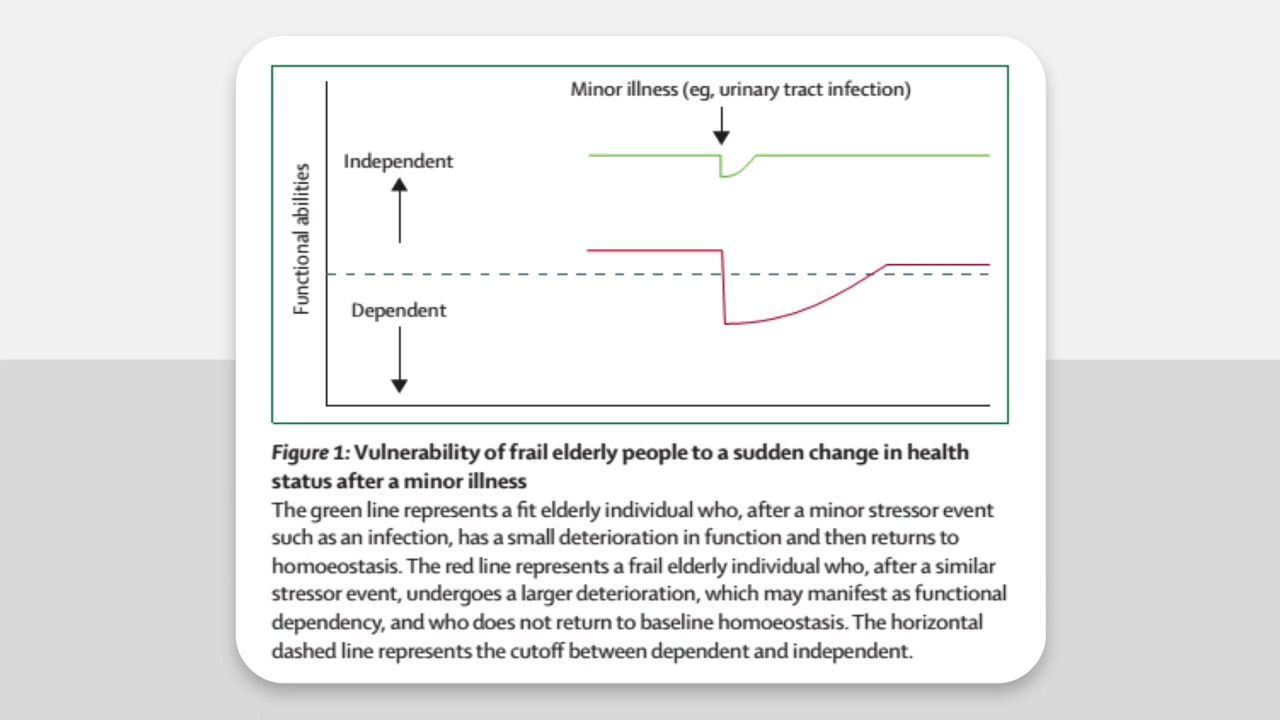 Minor illness (eg, urinary tract infection)
Independent
Functional abilities
Dependent
Figure 1: Vulnerability of frail elderly people to a sudden change in health
status after a minor illness
The green line represents a fit elderly individual who, after a minor stressor event
such as an infection, has a small deterioration in function and then returns to
homoeostasis. The red line represents a frail elderly individual who, after a similar
stressor event, undergoes a larger deterioration, which may manifest as functional
dependency, and who does not return to baseline homoeostasis. The horizontal
dashed line represents the cutoff between dependent and independent.